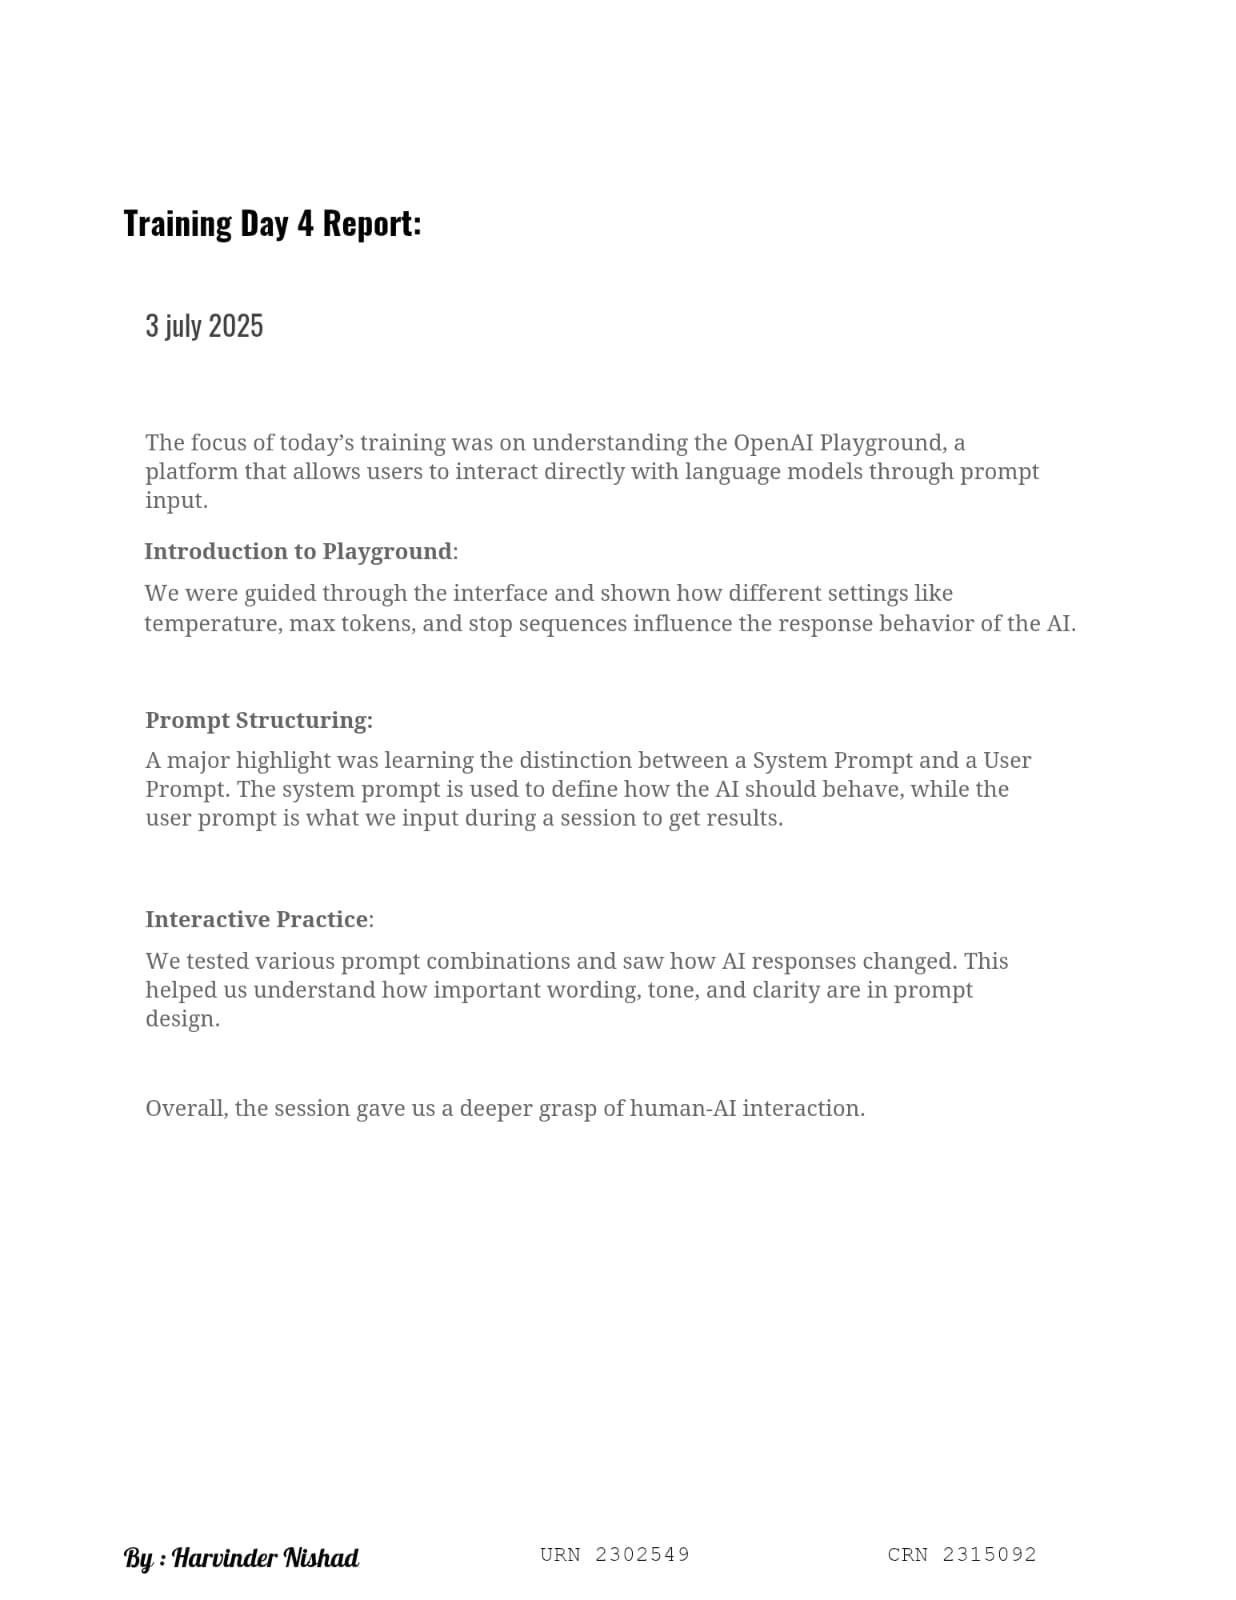 Training Day 4 Report:
3 july 2025
The focus of today’s training was on understanding the OpenAI Playground, a
platform that allows users to interact directly with language models through prompt
input.
Introduction to Playground:
We were guided through the interface and shown how different settings like
temperature, max tokens, and stop sequences influence the response behavior of the AI.
Prompt Structuring:
A major highlight was learning the distinction between a System Prompt and a User
Prompt. The system prompt is used to define how the AI should behave, while the
user prompt is what we input during a session to get results.
Interactive Practice:
We tested various prompt combinations and saw how AI responses changed. This
helped us understand how important wording, tone, and clarity are in prompt
design.
Overall, the session gave us a deeper grasp of human-AI interaction.
By : Harvinder Nishad URN 2302549 CRN 2315092